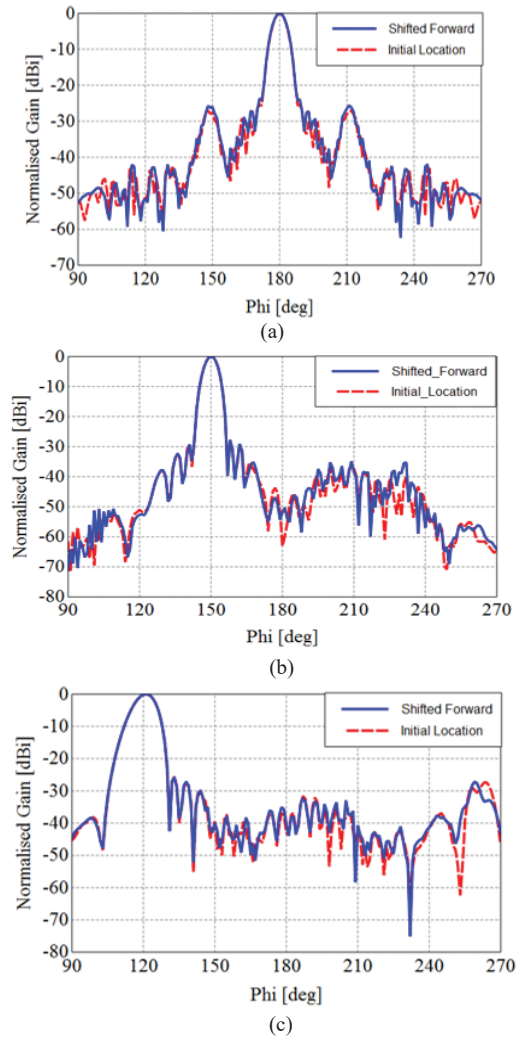 0
-10
-20
-30
-40
-50
-60
-70
Normalised Gain [dBi]
Shifted Forward
Initial Location
90 120 150 180 210 240 270
Phi [deg]
(a)
0
-10
-20
-30
-40
-50
-60
-70
-80
Normalised Gain [dBi]
Shifted_Forward
Initial_Location
90 120 150 180 210 240 270
Phi [deg]
(b)
0
-10
-20
-30
-40
-50
-60
-70
-80
Normalised Gain [dBi]
Shifted Forward
Initial Location
90 120 150 180 210 240 270
Phi [deg]
(c)